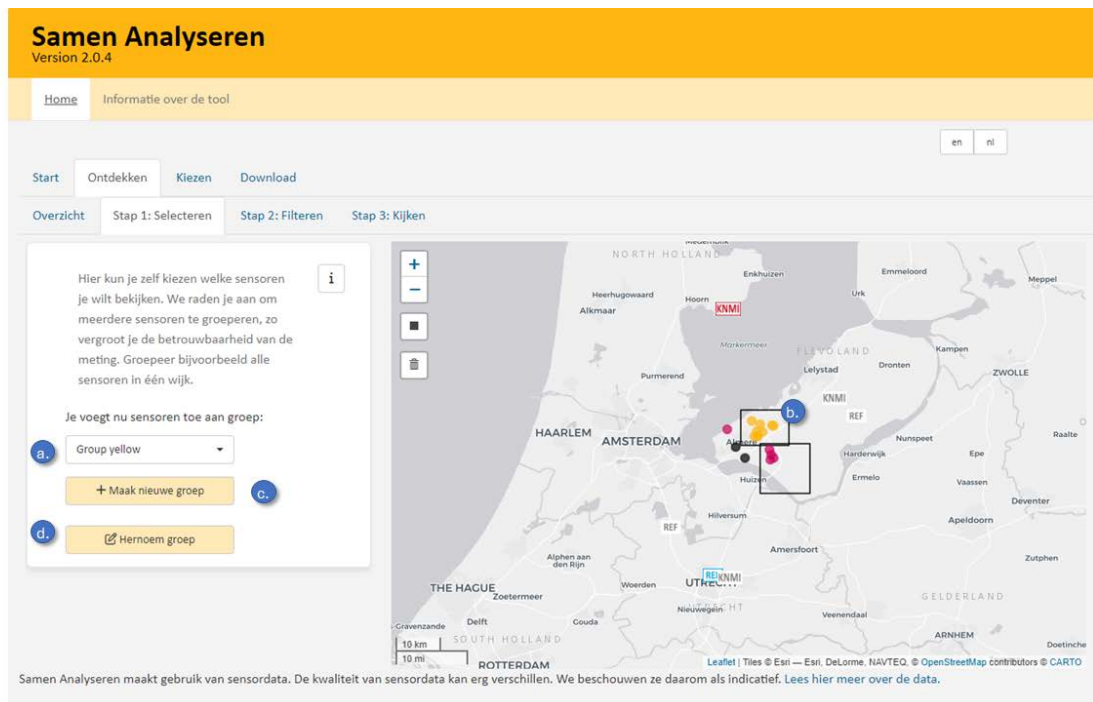 Samen Analyseren
Version 2.0.4
Home Informatie over de tool
en nl
Start Ontdekken Kiezen Download
Overzicht Stap 1: Selecteren Stap 2: Filteren Stap 3: Kijken
Hier kun je zelf kiezen welke sensoren
je wilt bekijken. We raden je aan om
meerdere sensoren te groeperen, zo
vergroot je de betrouwbaarheid van de
meting. Groepeer bijvoorbeeld alle
sensoren in één wijk.
i
Je voegt nu sensoren toe aan groep:
a.
Group yellow
+ Maak nieuwe groep
c.
d.
Hernoem groep
+
−
NORTH HOLLAND
Enkhuizen
Emmeloord
Meppel
Heerhugowaard
Hoorn
Urk
Alkmaar
KNMI
Markermeer
FLEVOLAND
Kampen
Lelystad
Dronten
ZWOLLE
Purmerend
KNMI
b.
REF
HAARLEM
AMSTERDAM
Almere
Nunspeet
Raalte
Harderwijk
Epe
Huizen
Ermelo
Vaassen
Deventer
Hilversum
Apeldoorn
REF
Amersfoort
Alphen aan
den Rijn
Zutphen
THE HAGUE
Woerden
KNMI
Zoetermeer
GELDERLAND
Nieuwegein
Delft
Gouda
Veenendaal
-Gravenzande
SOUTH HOLLAND
ARNHEM
10 km
Doetinche
10 mi
ROTTERDAM
Leaflet | Tiles © Esri — Esri, DeLorme, NAVTEQ, © OpenStreetMap contributors © CARTO
Samen Analyseren maakt gebruik van sensordata. De kwaliteit van sensordata kan erg verschillen. We beschouwen ze daarom als indicatief. Lees hier meer over de data.